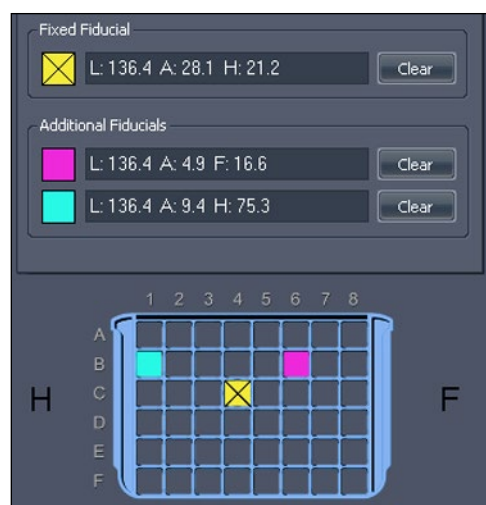 Fixed Fiducial
L: 136.4 A: 28.1 H: 21.2 Clear
Additional Fiducials
L: 136.4 A: 4.9 F: 16.6 Clear
L: 136.4 A: 9.4 H: 75.3 Clear
1 2 3 4 5 6 7 8
A
B
H C F
D
E
F